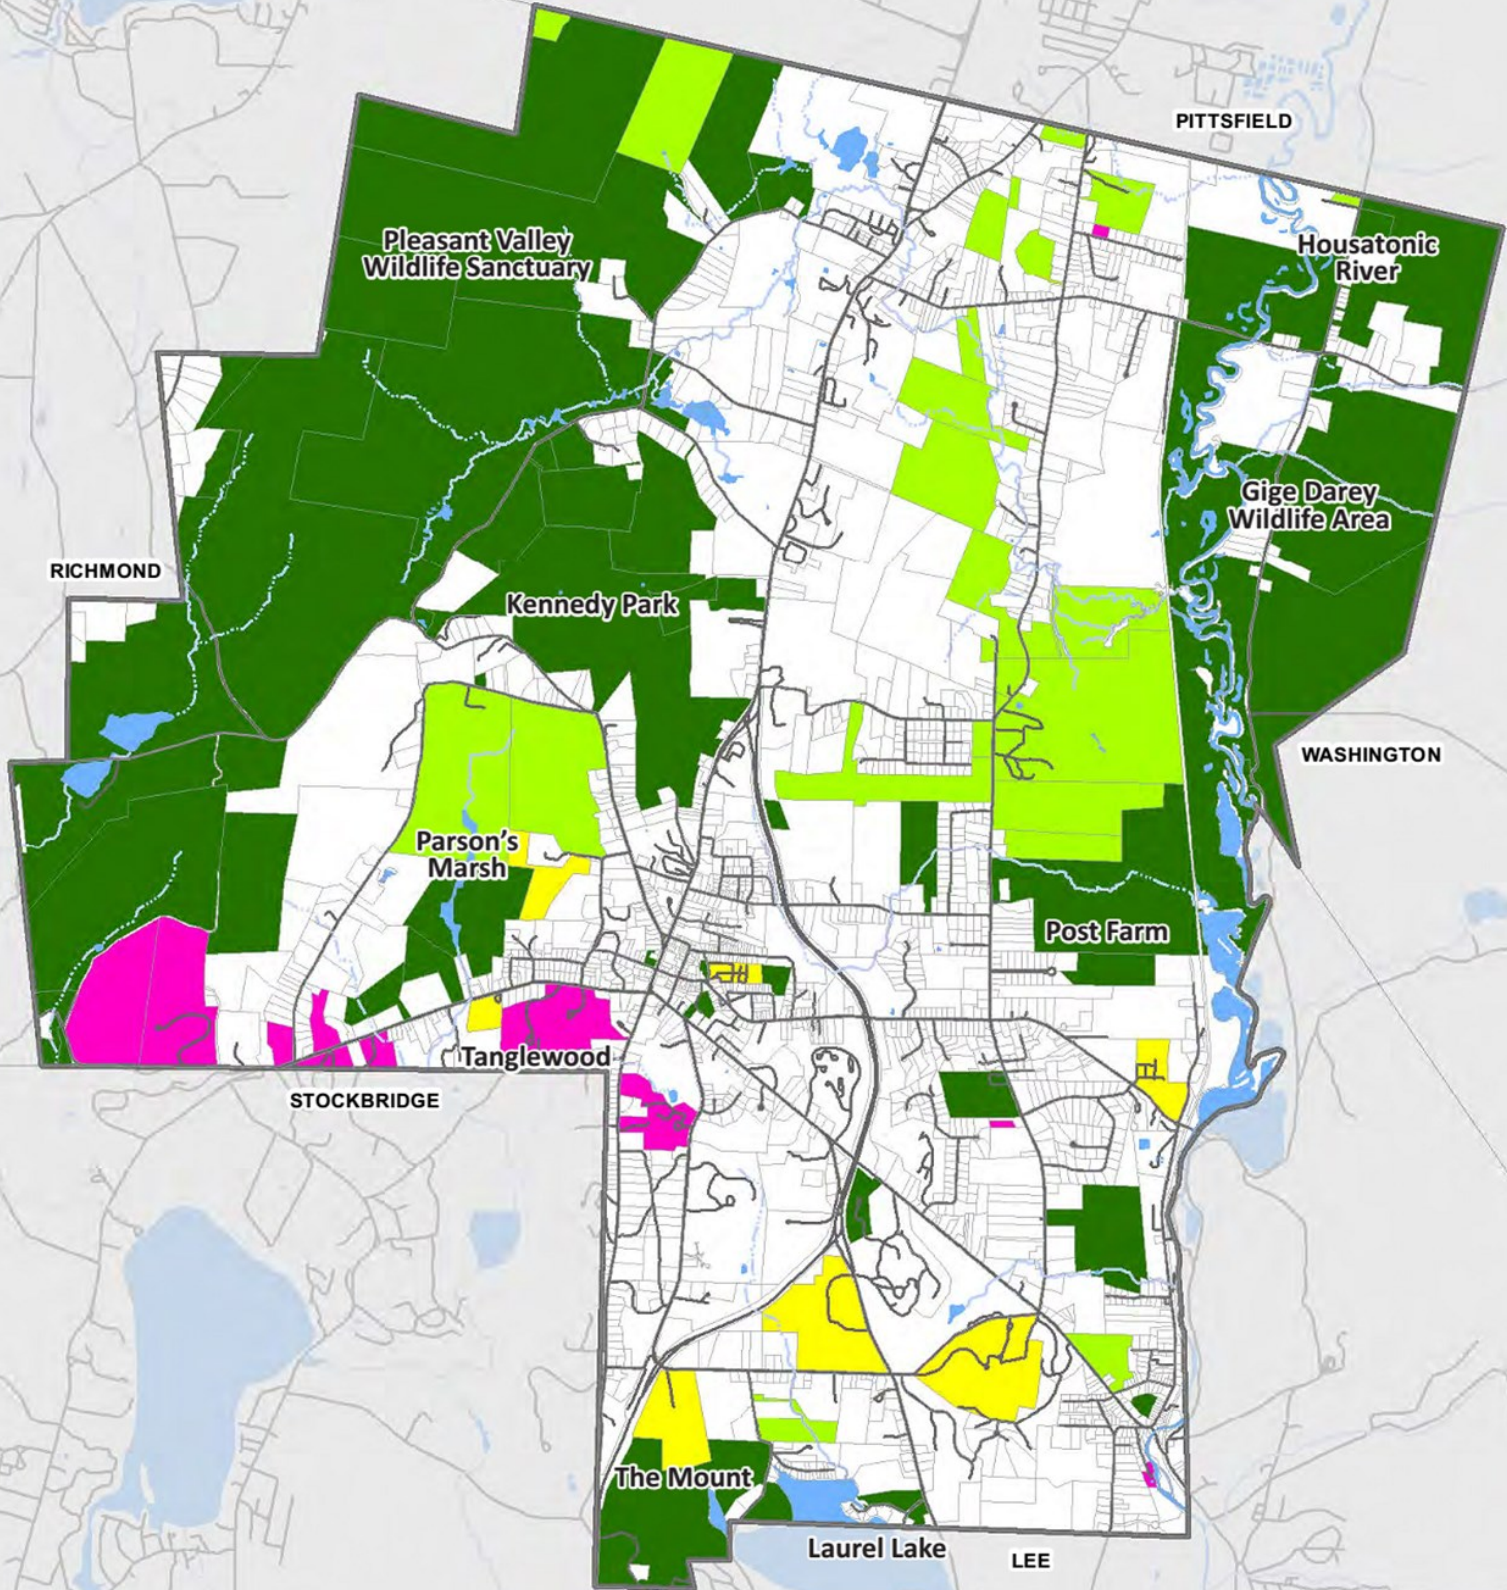 PITTSFIELD
Pleasant Valley
Wildlife Sanctuary
Housatonic
River
Gige Darey
Wildlife Area
RICHMOND
Kennedy Park
WASHINGTON
Parson's
Marsh
Post Farm
Tanglewood
STOCKBRIDGE
The Mount
Laurel Lake
LEE